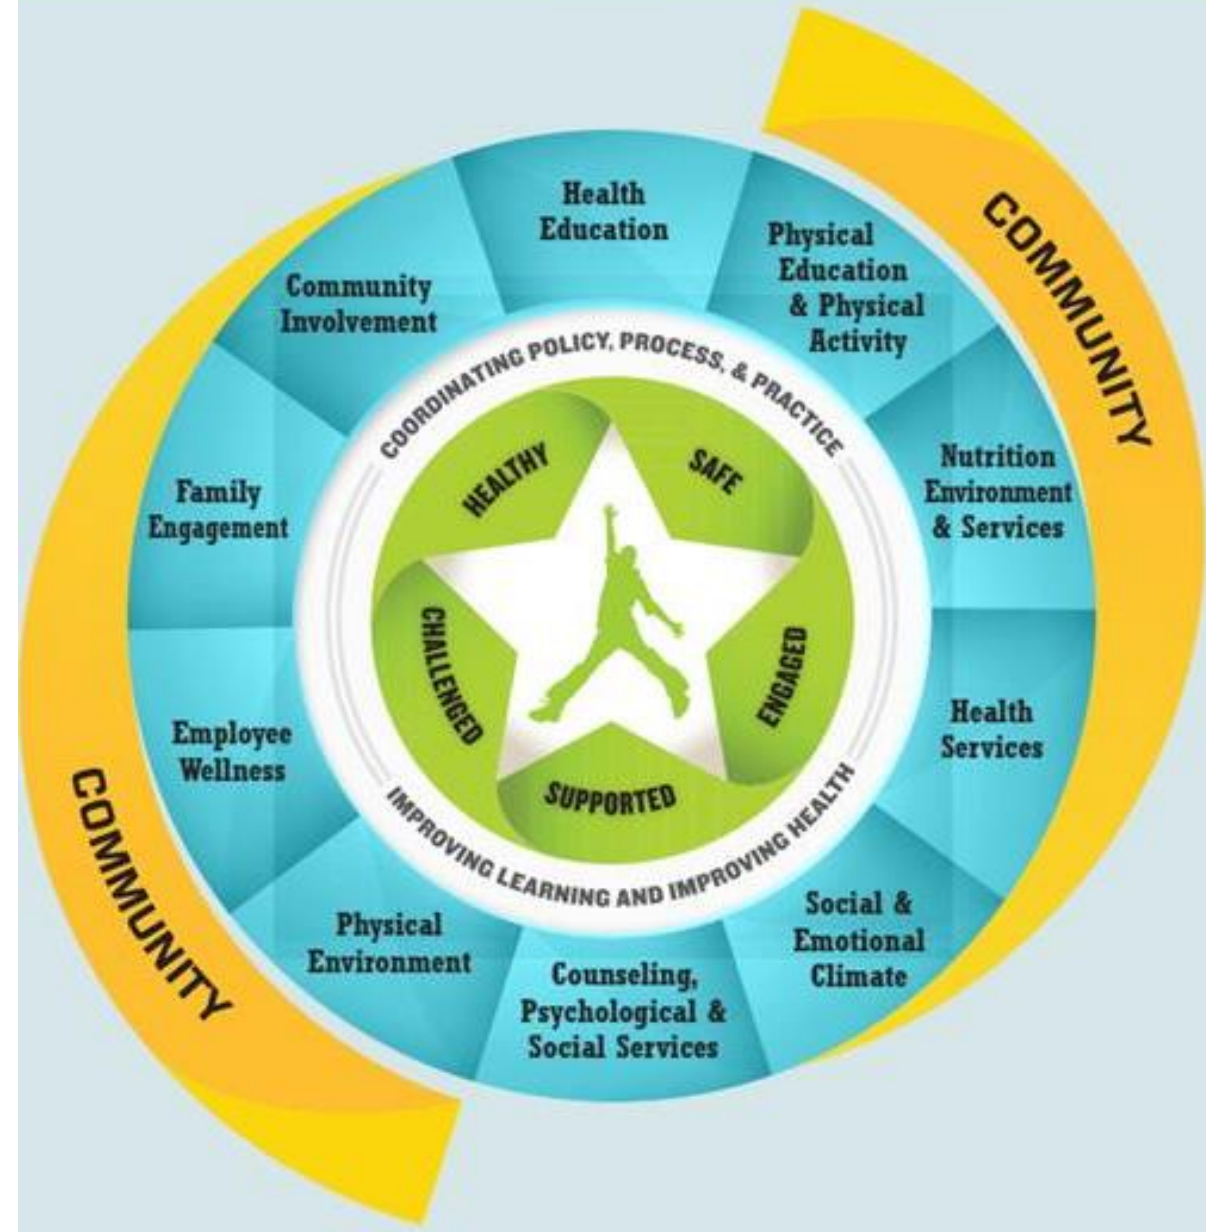 COMMUNITY
Health
Education
Physical
Education
& Physical
Activity
Nutrition
Environment
& Services
Health
Services
Social &
Emotional
Climate
Counseling,
Psychological &
Social Services
Physical
Environment
Employee
Wellness
Family
Engagement
Community
Involvement
COORDINATING POLICY, PROCESS, & PRACTICE
IMPROVING LEARNING AND IMPROVING HEALTH
HEALTHY
SAFE
ENGAGED
SUPPORTED
CHALLENGED
COMMUNITY